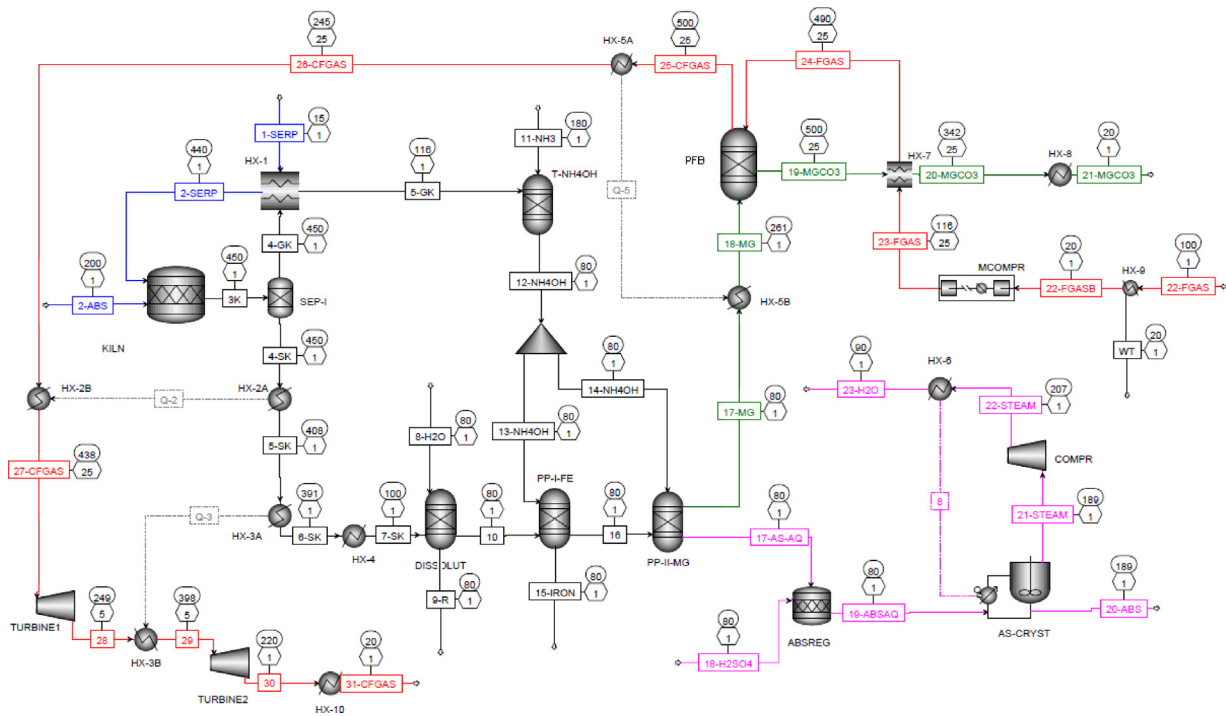 245
25
26-CFGAS
HX-5A
500
25
25-CFGAS
490
25
24-FGAS
15
1
1-SERP
HX-1
440
1
2-SERP
116
1
5-GK
11-NH3
180
1
T-NH4OH
PFB
500
25
19-MGCO3
HX-7
342
25
20-MGCO3
HX-8
20
1
21-MGCO3
Q-5
450
1
4-GK
200
1
2-ABS
450
1
3K
SEP-I
KILN
80
1
12-NH4OH
18-MG
261
1
HX-5B
23-FGAS
116
25
MCOMPR
20
1
22-FGASB
HX-9
100
1
22-FGAS
WT
20
1
450
1
4-SK
HX-2B
Q-2
HX-2A
80
1
14-NH4OH
90
1
23-H2O
HX-6
207
1
22-STEAM
408
1
5-SK
8-H2O
80
1
13-NH4OH
80
1
17-MG
80
1
COMPR
438
25
27-CFGAS
Q-3
HX-3A
391
1
6-SK
HX-4
100
1
7-SK
DISSOLUT
80
1
10
PP-I-FE
80
1
16
PP-II-MG
80
1
17-AS-AQ
8
21-STEAM
189
1
9-R
80
1
15-IRON
80
1
ABSREG
80
1
19-ABSAQ
Q
AS-CRYST
189
1
20-ABS
80
1
18-H2SO4
TURBINE1
249
5
28
HX-3B
398
5
29
TURBINE2
220
1
30
HX-10
20
1
31-CFGAS